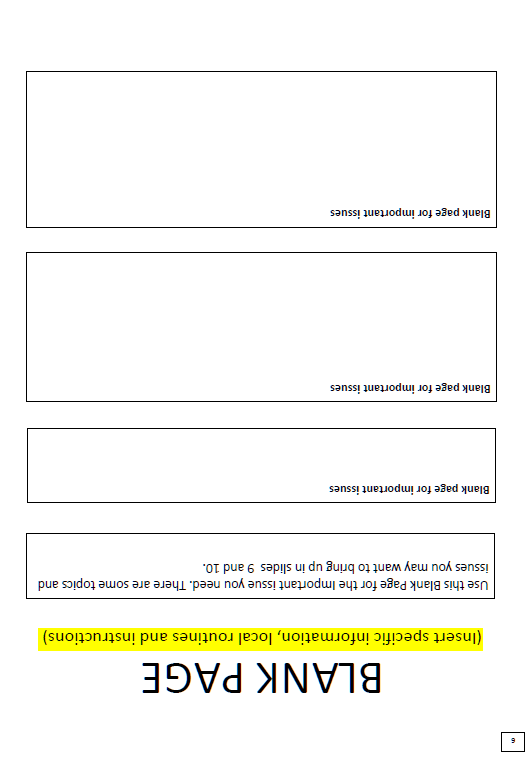 6
BLANK PAGE
(Insert specific information, local routines and instructions)
Use this Blank Page for the Important issue you need. There are some topics and
issues you may want to bring up in slides 9 and 10.
Blank page for important issues
Blank page for important issues
Blank page for important issues